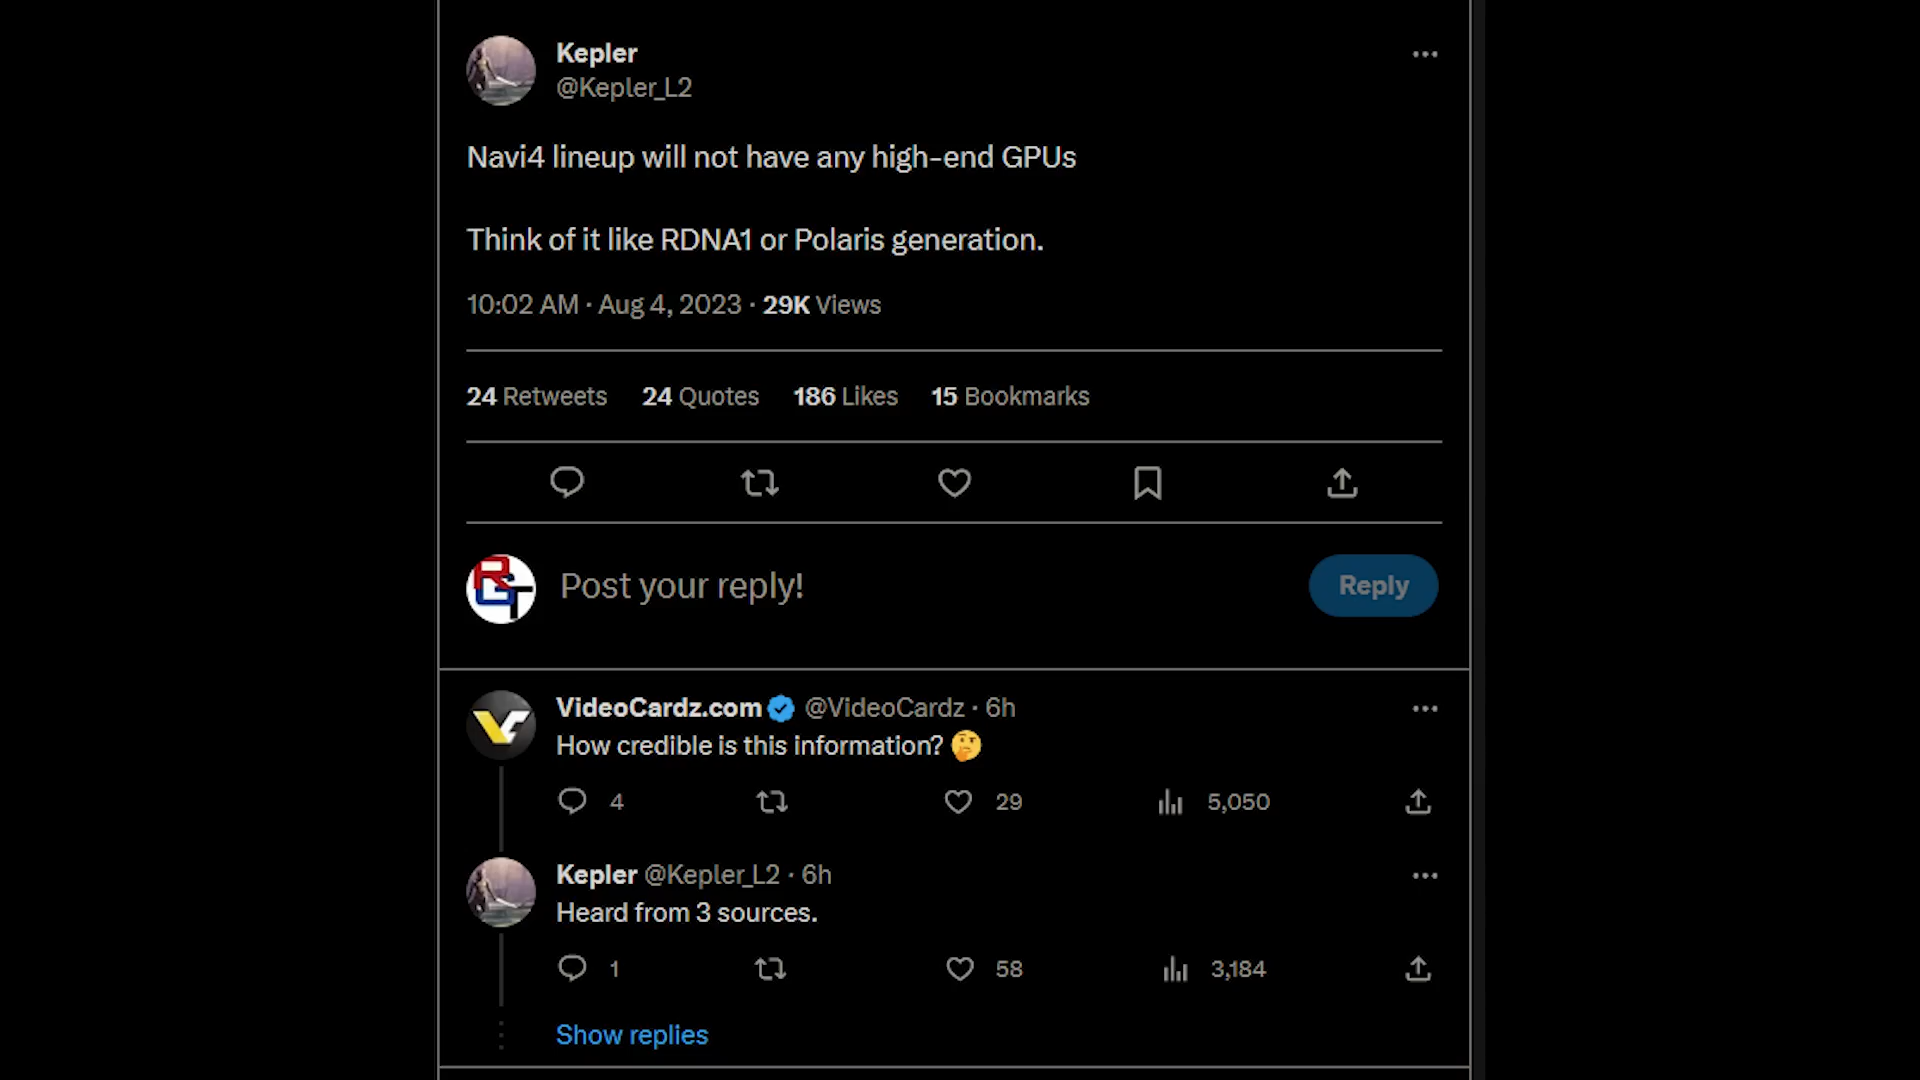 Kepler
@Kepler_L2
Navi4 lineup will not have any high-end GPUs
Think of it like RDNA1 or Polaris generation.
10:02 AM · Aug 4, 2023 · 29K Views
24 Retweets 24 Quotes 186 Likes 15 Bookmarks
RGT
Post your reply!
Reply
VideoCardz.com @VideoCardz · 6h
How credible is this information? 🤔
4 29 5,050
Kepler @Kepler_L2 · 6h
Heard from 3 sources.
1 58 3,184
Show replies